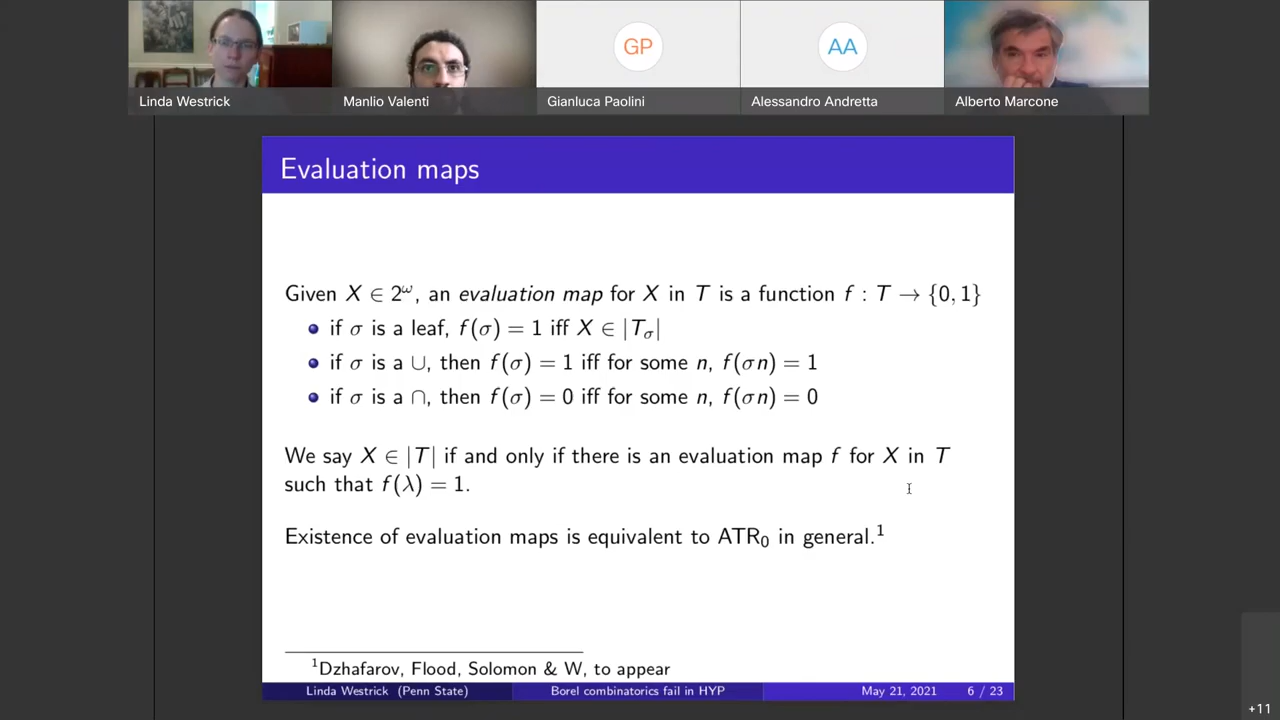 GP
AA
Linda Westrick
Manlio Valenti
Gianluca Paolini
Alessandro Andretta
Alberto Marcone
Evaluation maps
Given X ∈ 2^ω, an evaluation map for X in T is a function f : T → {0, 1}
if σ is a leaf, f(σ) = 1 iff X ∈ |T_σ|
if σ is a ∪, then f(σ) = 1 iff for some n, f(σn) = 1
if σ is a ∩, then f(σ) = 0 iff for some n, f(σn) = 0
We say X ∈ |T| if and only if there is an evaluation map f for X in T
such that f(λ) = 1.
Existence of evaluation maps is equivalent to ATR₀ in general.¹
¹Dzhafarov, Flood, Solomon & W, to appear
Linda Westrick (Penn State)
Borel combinatorics fail in HYP
May 21, 2021
6 / 23
+11